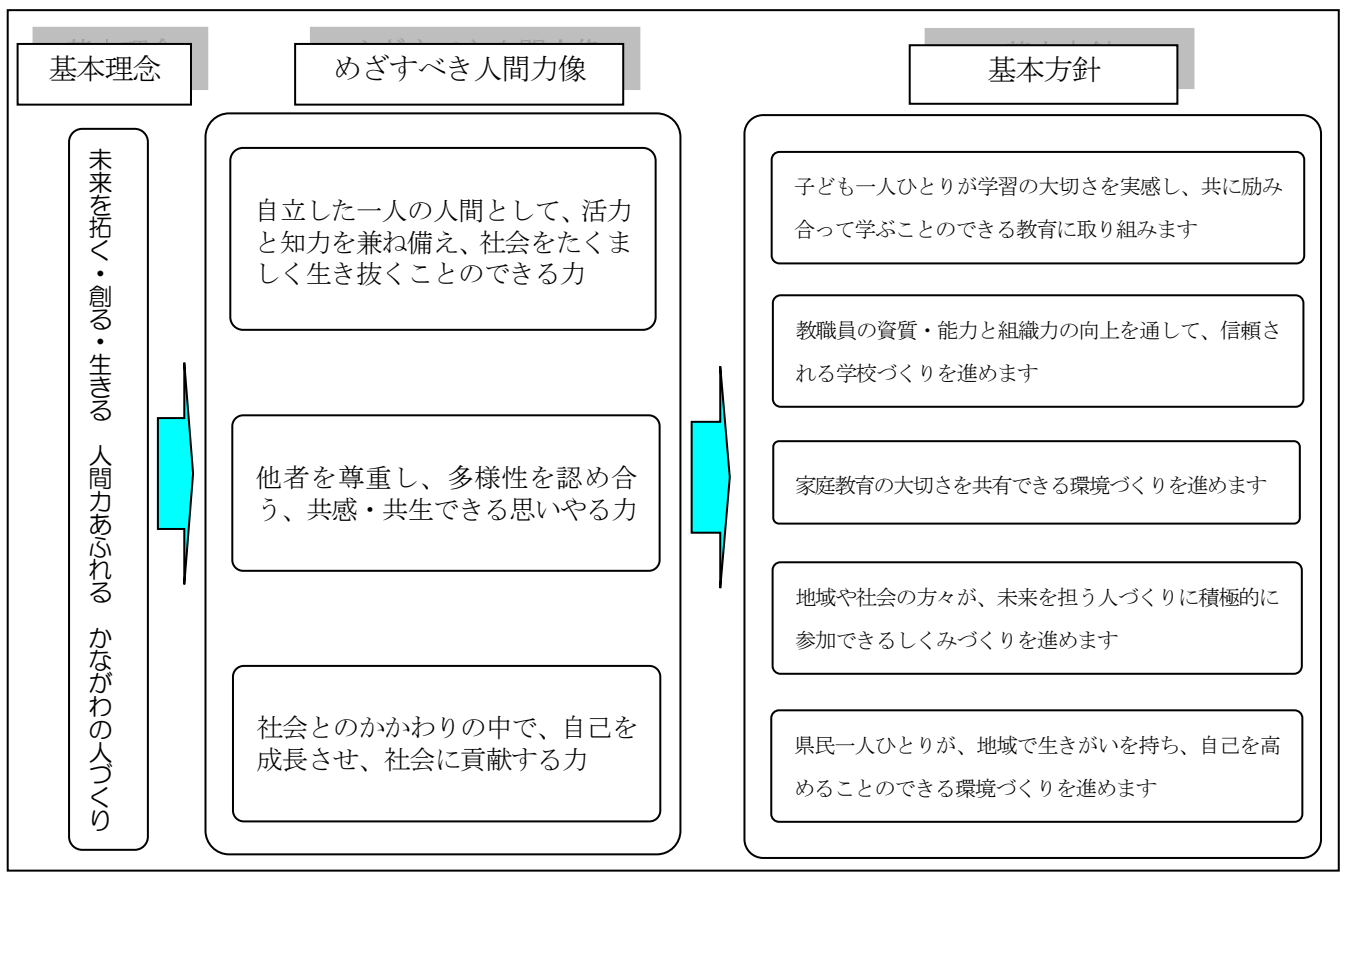 基本理念
めざすべき人間力像
基本方針
未来を拓く・創る・生きる　人間力あふれる　かながわの人づくり
自立した一人の人間として、活力
と知力を兼ね備え、社会をたくま
しく生き抜くことのできる力
他者を尊重し、多様性を認め合
う、共感・共生できる思いやる力
社会とのかかわりの中で、自己を
成長させ、社会に貢献する力
子ども一人ひとりが学習の大切さを実感し、共に励み
合って学ぶことのできる教育に取り組みます
教職員の資質・能力と組織力の向上を通して、信頼さ
れる学校づくりを進めます
家庭教育の大切さを共有できる環境づくりを進めます
地域や社会の方々が、未来を担う人づくりに積極的に
参加できるしくみづくりを進めます
県民一人ひとりが、地域で生きがいを持ち、自己を高
めることのできる環境づくりを進めます